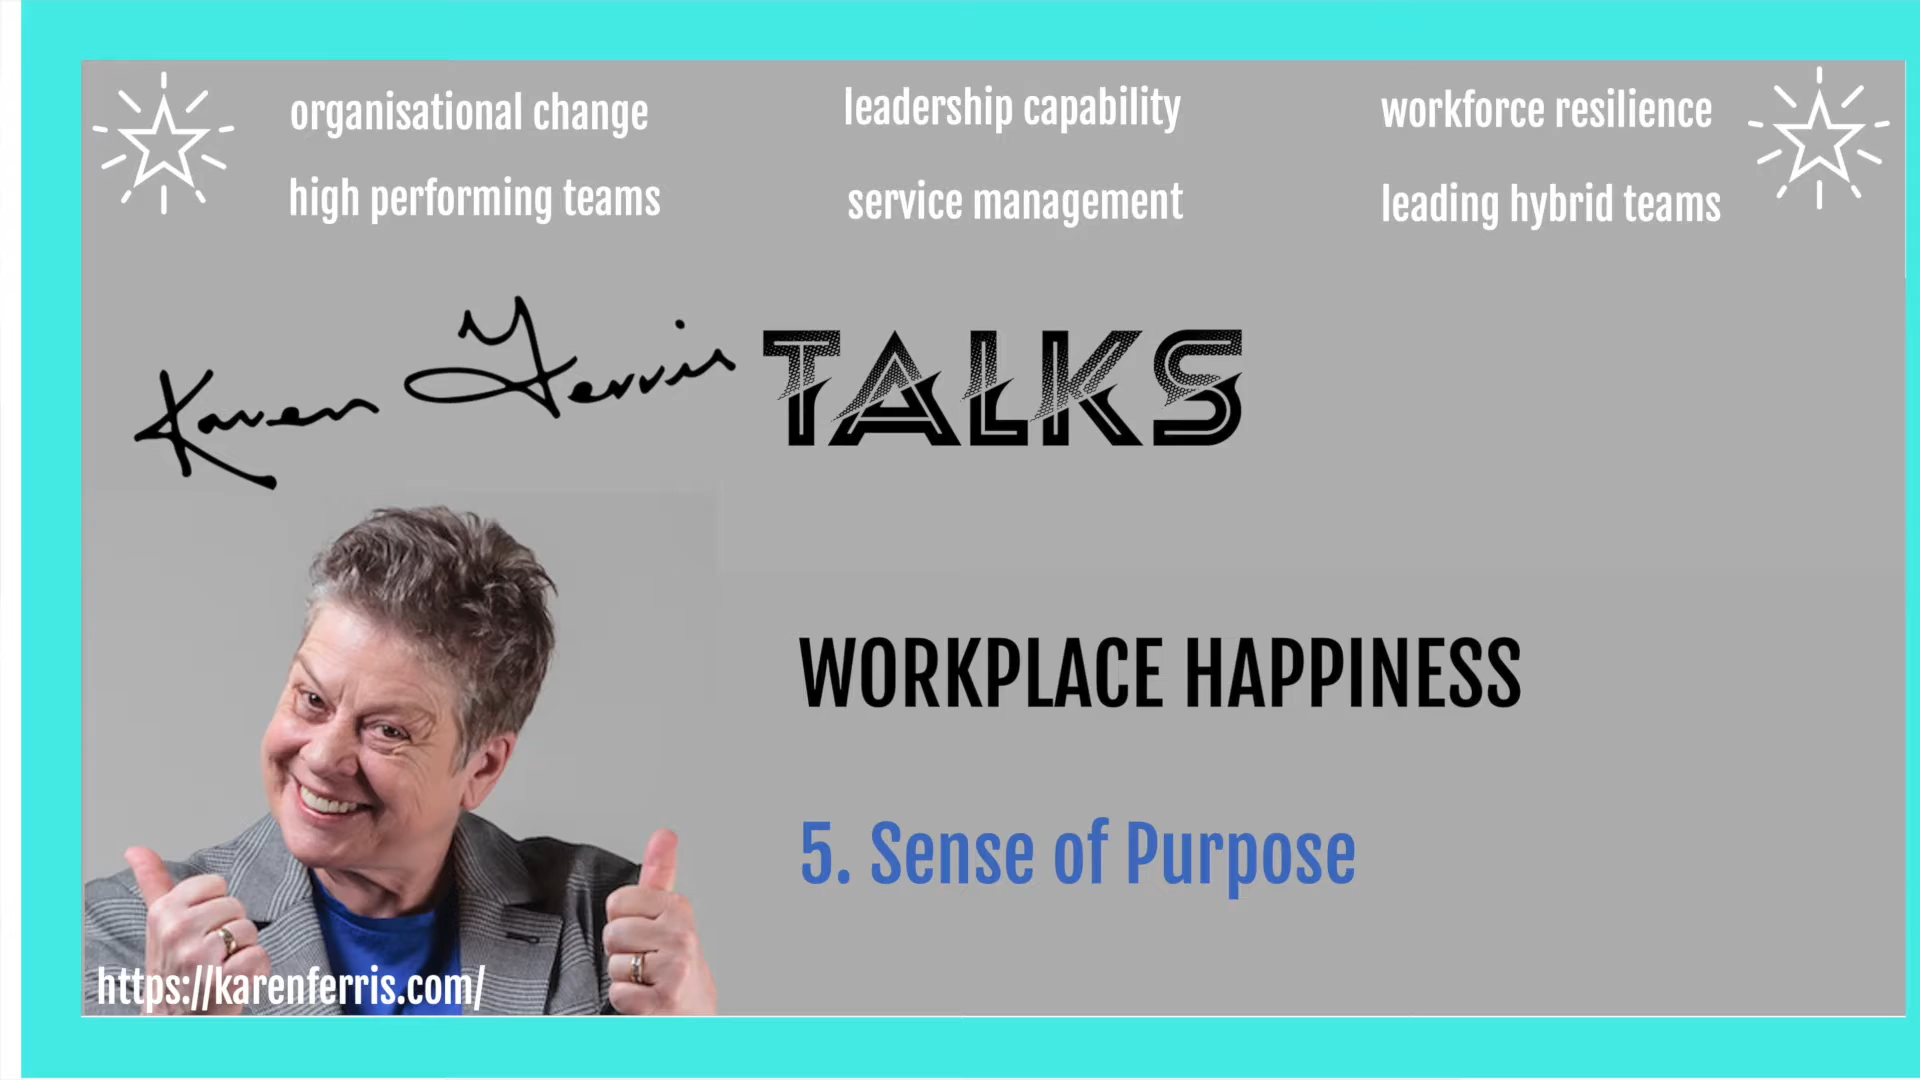 organisational change
leadership capability
workforce resilience
high performing teams
service management
leading hybrid teams
Karen Ferris TALKS
WORKPLACE HAPPINESS
5. Sense of Purpose
https://karenferris.com/